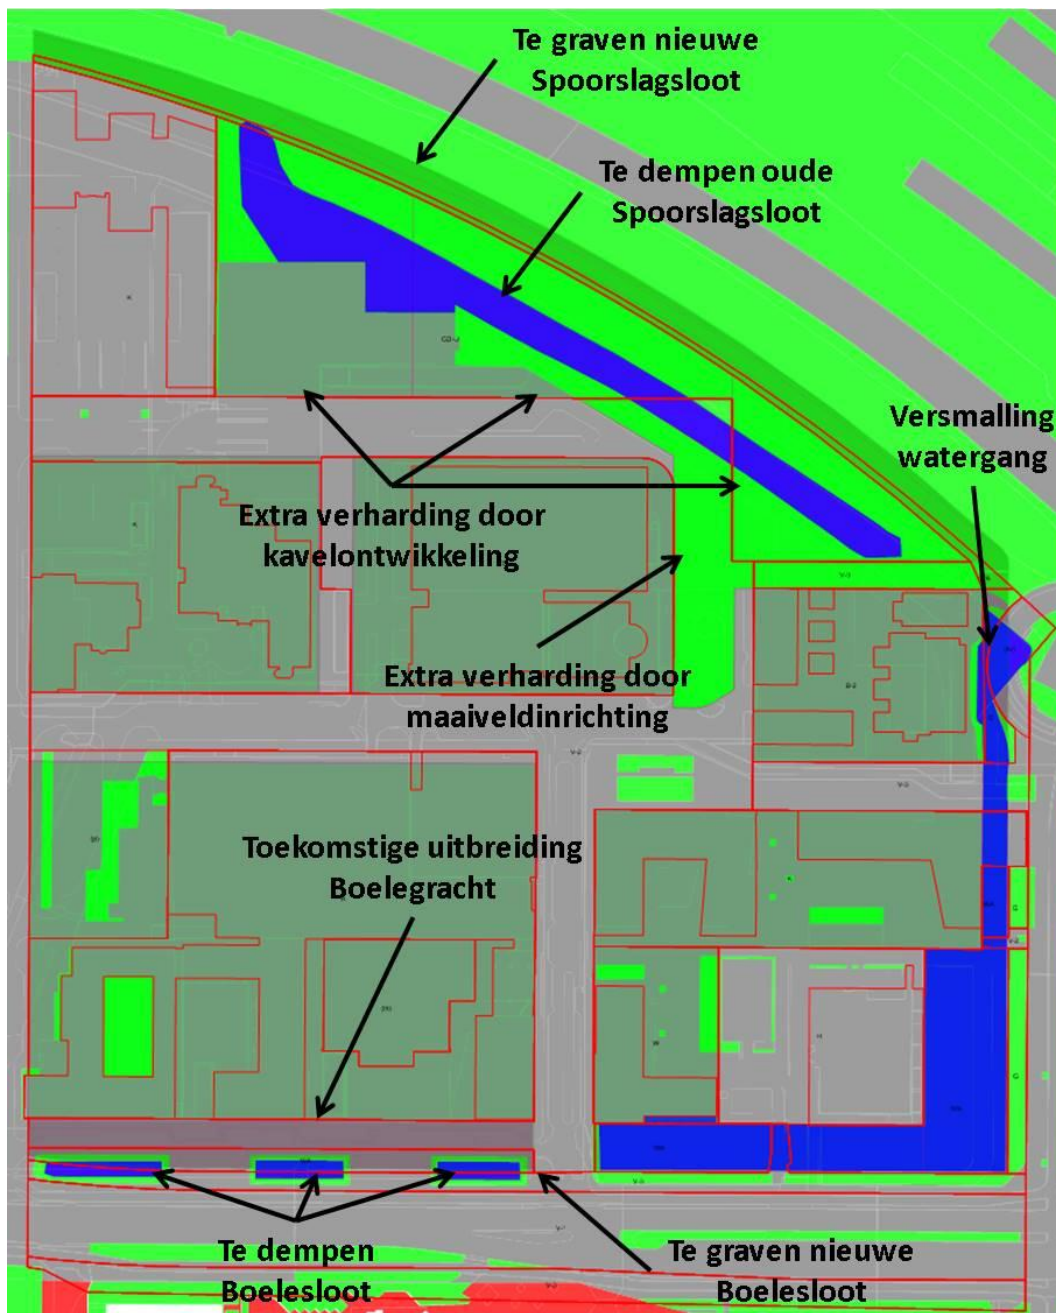 Te graven nieuwe
Spoorslagsloot
Te dempen oude
Spoorslagsloot
Versmalling
watergang
Extra verharding door
kavelontwikkeling
Extra verharding door
maaiveldinrichting
Toekomstige uitbreiding
Boelegracht
Te dempen
Boelesloot
Te graven nieuwe
Boelesloot